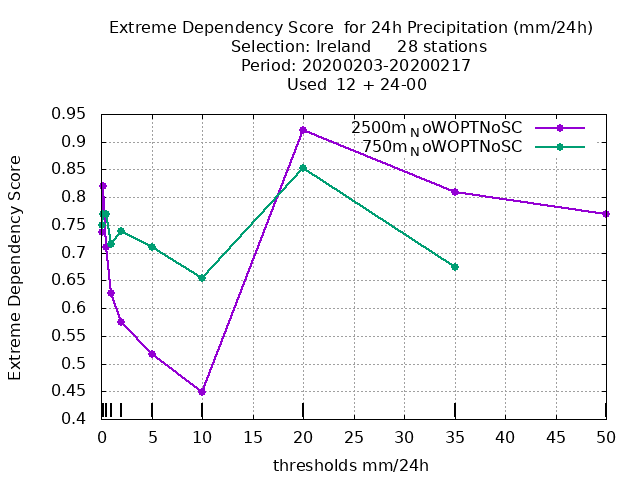 Extreme Dependency Score  for 24h Precipitation (mm/24h)
Selection: Ireland     28 stations
Period: 20200203-20200217
Used  12 + 24-00
0.95
0.9
0.85
0.8
0.75
0.7
0.65
0.6
0.55
0.5
0.45
0.4
Extreme Dependency Score
2500m_NoWOPTNoSC
750m_NoWOPTNoSC
0 5 10 15 20 25 30 35 40 45 50
thresholds mm/24h